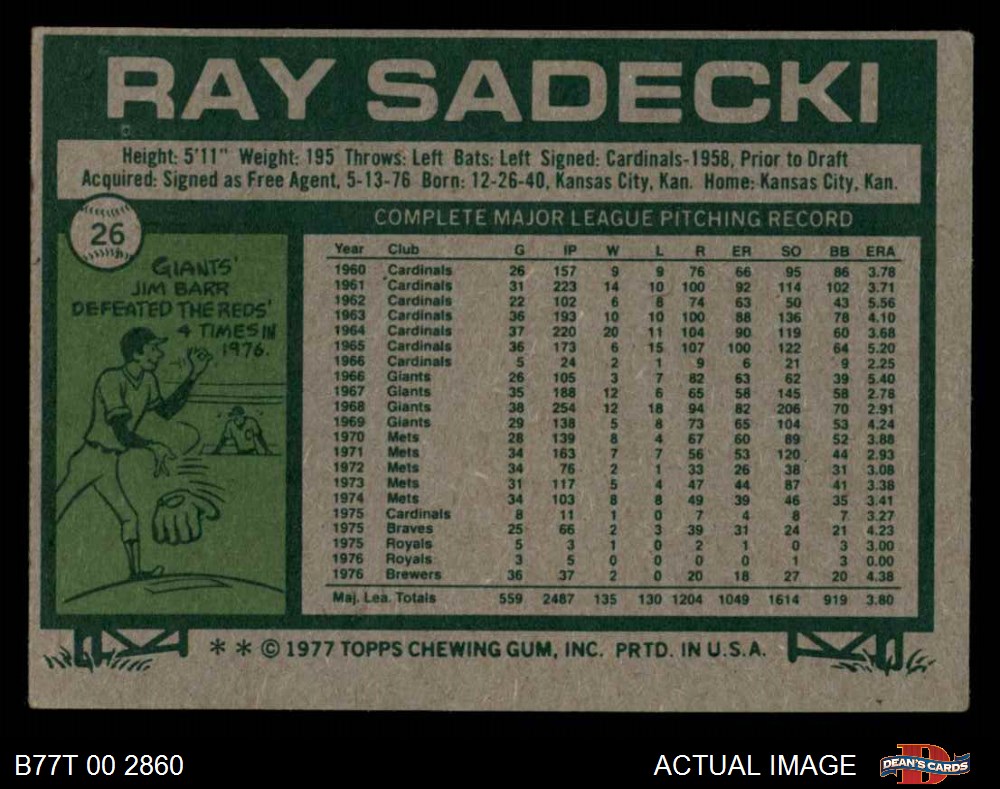 RAY SADECKI
Height: 5'11" Weight: 195 Throws: Left Bats: Left Signed: Cardinals-1958, Prior to Draft
Acquired: Signed as Free Agent, 5-13-76 Born: 12-26-40, Kansas City, Kan. Home: Kansas City, Kan.
26
GIANTS'
JIM BARR
DEFEATED THE REDS'
4 TIMES IN
1976.
COMPLETE MAJOR LEAGUE PITCHING RECORD
Year Club G IP W L R ER SO BB ERA
1960 Cardinals 26 157 9 9 76 66 95 86 3.78
1961 Cardinals 31 223 14 10 100 92 114 102 3.71
1962 Cardinals 22 102 6 8 74 63 50 43 5.56
1963 Cardinals 36 193 10 10 100 88 136 78 4.10
1964 Cardinals 37 220 20 11 104 90 119 60 3.68
1965 Cardinals 36 173 6 15 107 100 122 64 5.20
1966 Cardinals 5 24 2 1 9 6 21 9 2.25
1966 Giants 26 105 3 7 82 63 62 39 5.40
1967 Giants 35 188 12 6 65 58 145 58 2.78
1968 Giants 38 254 12 18 94 82 206 70 2.91
1969 Giants 29 138 5 8 73 65 104 53 4.24
1970 Mets 28 139 8 4 67 60 89 52 3.88
1971 Mets 34 163 7 7 56 53 120 44 2.93
1972 Mets 34 76 2 1 33 26 38 31 3.08
1973 Mets 31 117 5 4 47 44 87 41 3.38
1974 Mets 34 103 8 8 49 39 46 35 3.41
1975 Cardinals 8 11 1 0 7 4 8 7 3.27
1975 Braves 25 66 2 3 39 31 24 21 4.23
1975 Royals 5 3 1 0 2 1 0 3 3.00
1976 Royals 3 5 0 0 0 0 1 3 0.00
1976 Brewers 36 37 2 0 20 18 27 20 4.38
Maj. Lea. Totals 559 2487 135 130 1204 1049 1614 919 3.80
* * © 1977 TOPPS CHEWING GUM, INC. PRTD. IN U.S.A.
B77T 00 2860
ACTUAL IMAGE
DEAN'S CARDS